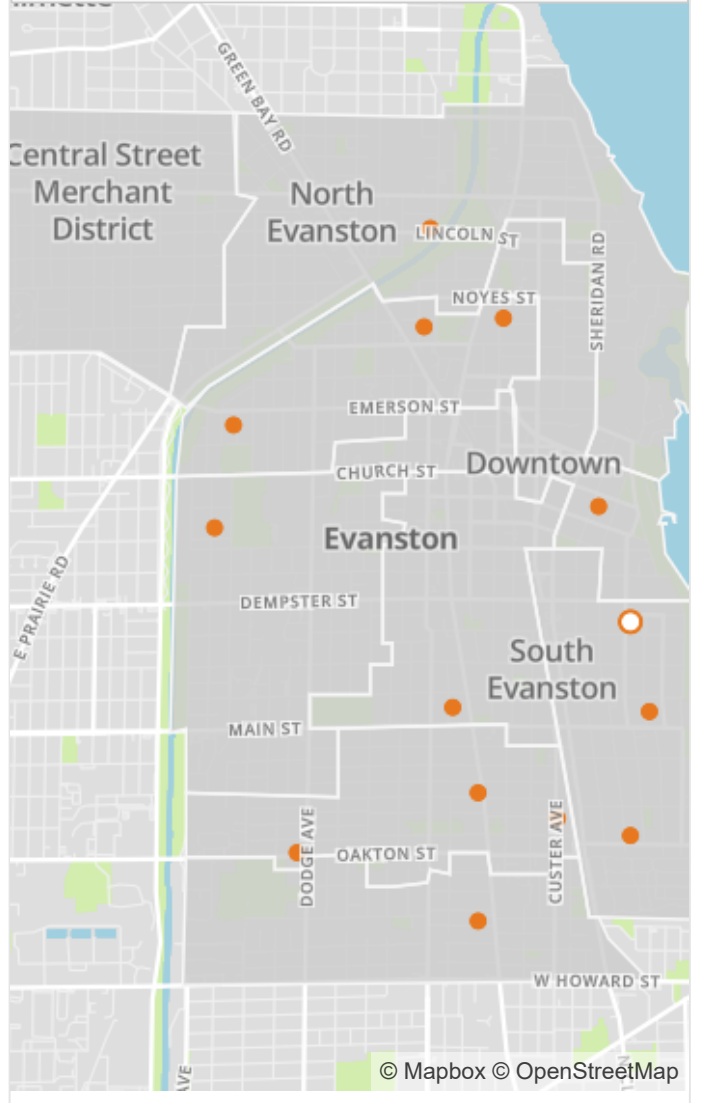 GREEN BAY RD
Central Street
Merchant
District
North
Evanston
LINCOLN ST
SHERIDAN RD
NOYES ST
EMERSON ST
CHURCH ST
Downtown
Evanston
E PRAIRIE RD
DEMPSTER ST
South
Evanston
MAIN ST
DODGE AVE
OAKTON ST
CUSTER AVE
W HOWARD ST
AVE
© Mapbox © OpenStreetMap